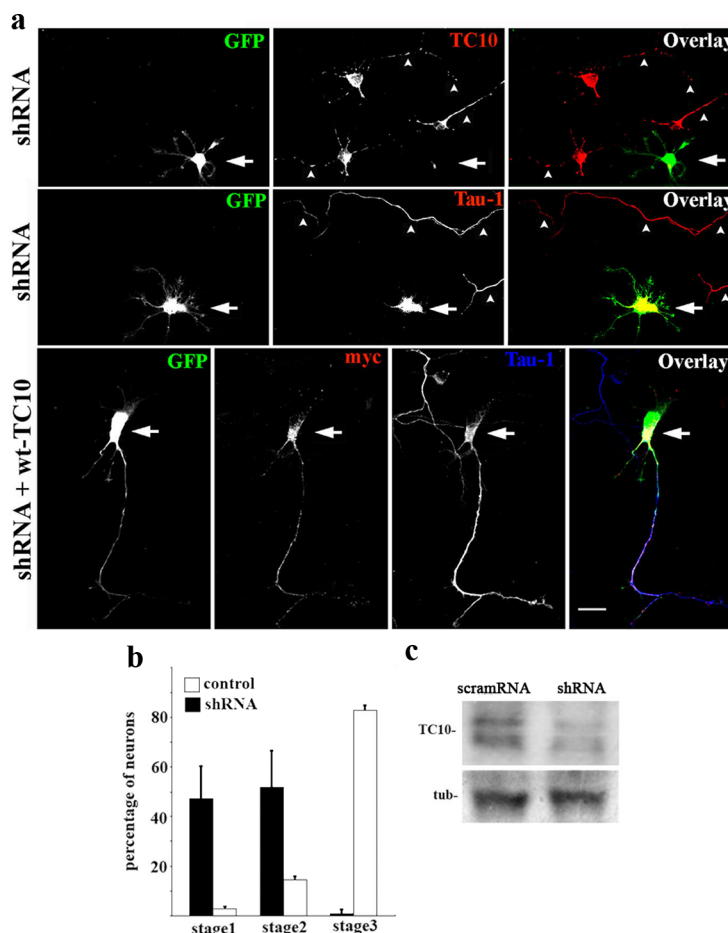 a
GFP
TC10
Overlay
shRNA
GFP
Tau-1
Overlay
shRNA
GFP
myc
Tau-1
Overlay
shRNA + wt-TC10
b
control
shRNA
percentage of neurons
80
60
40
20
stage1 stage2 stage3
c
scramRNA shRNA
TC10-
tub-